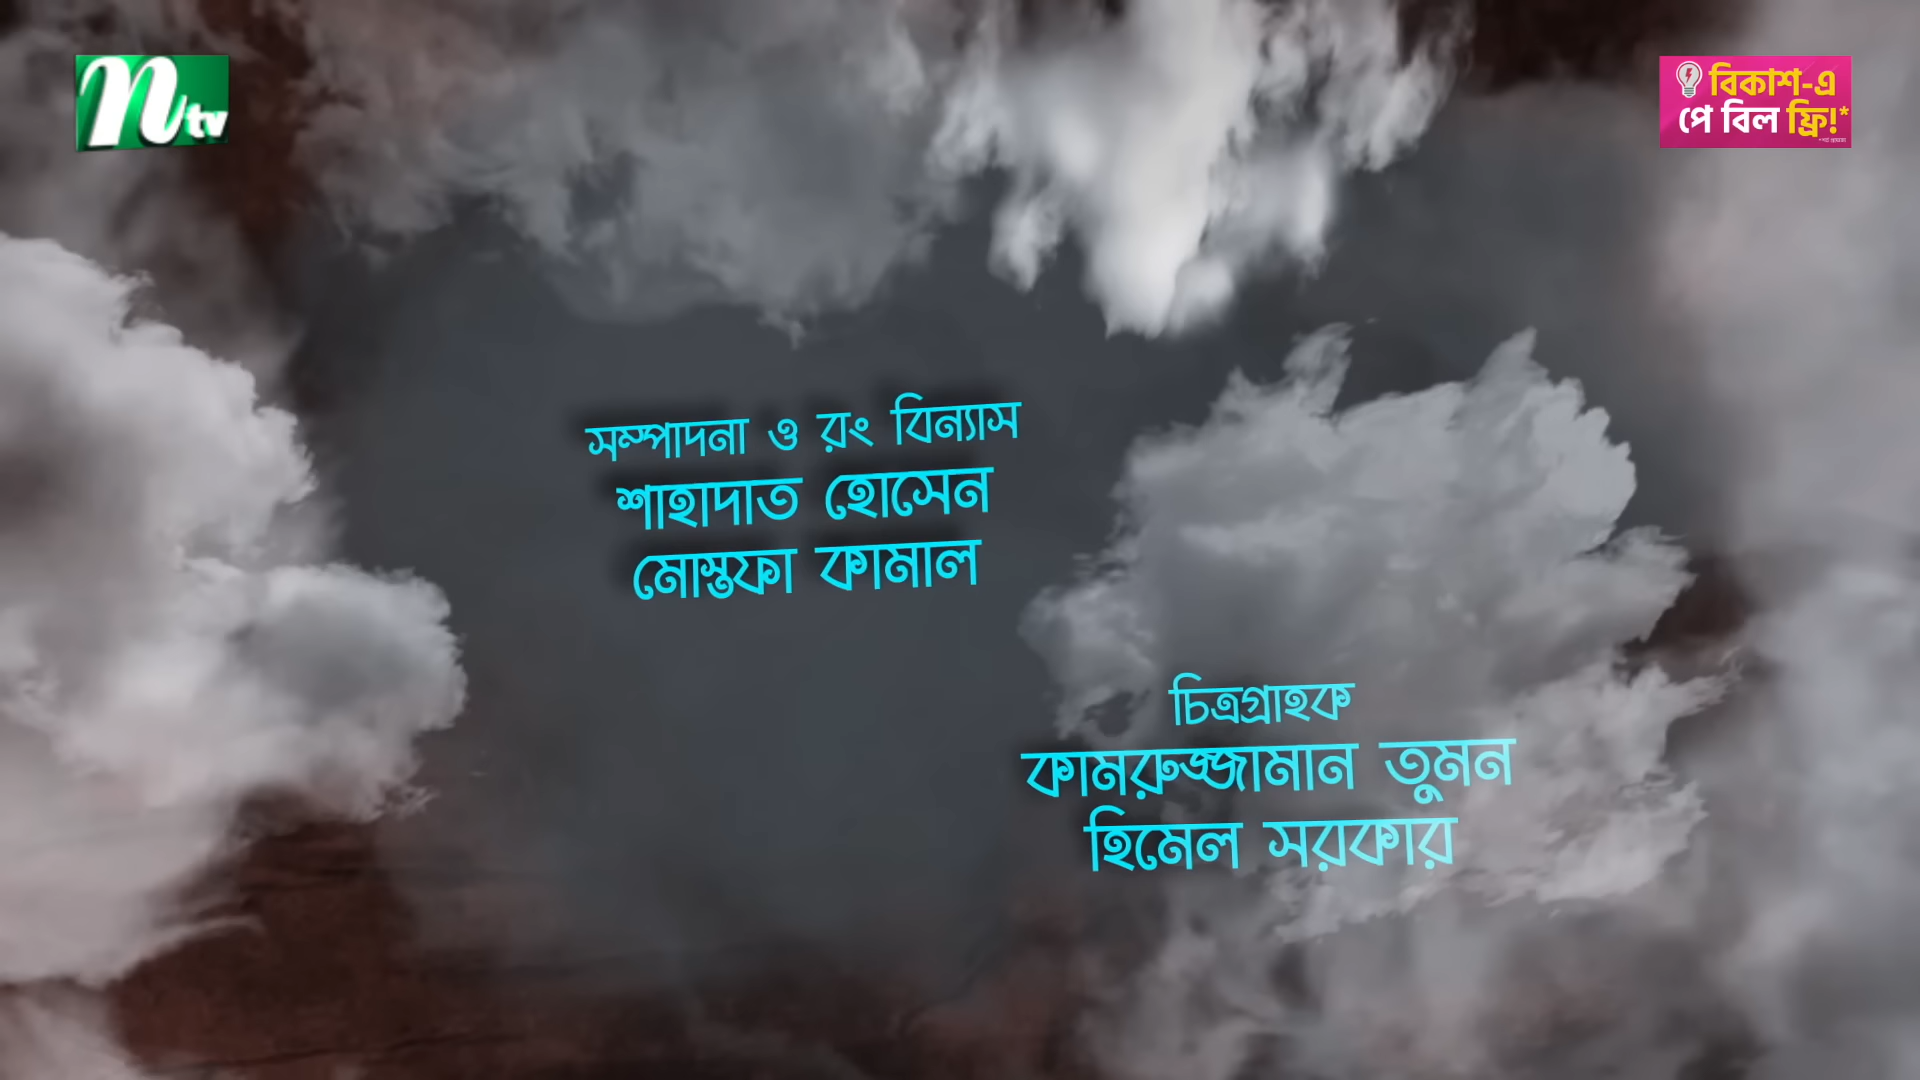 ntv
বিকাশ-এ
পে বিল ফ্রি!*
সম্পাদনা ও রং বিন্যাস
শাহাদাত হোসেন
মোস্তফা কামাল
চিত্রগ্রাহক
কামরুজ্জামান তুমন
হিমেল সরকার